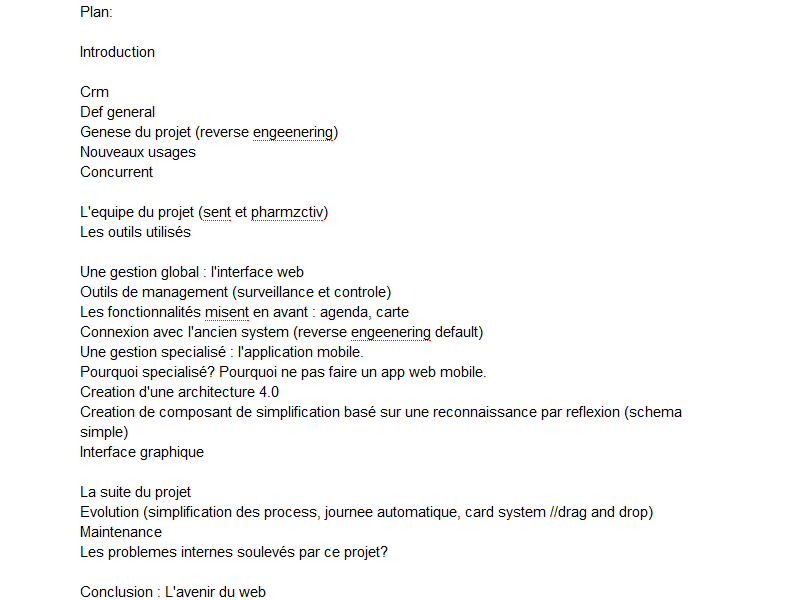 Plan:
Introduction
Crm
Def general
Genese du projet (reverse engeenering)
Nouveaux usages
Concurrent
L'equipe du projet (sent et pharmzctiv)
Les outils utilisés
Une gestion global : l'interface web
Outils de management (surveillance et controle)
Les fonctionnalités misent en avant : agenda, carte
Connexion avec l'ancien system (reverse engeenering default)
Une gestion specialisé : l'application mobile.
Pourquoi specialisé? Pourquoi ne pas faire un app web mobile.
Creation d'une architecture 4.0
Creation de composant de simplification basé sur une reconnaissance par reflexion (schema
simple)
Interface graphique
La suite du projet
Evolution (simplification des process, journee automatique, card system //drag and drop)
Maintenance
Les problemes internes soulevés par ce projet?
Conclusion : L'avenir du web